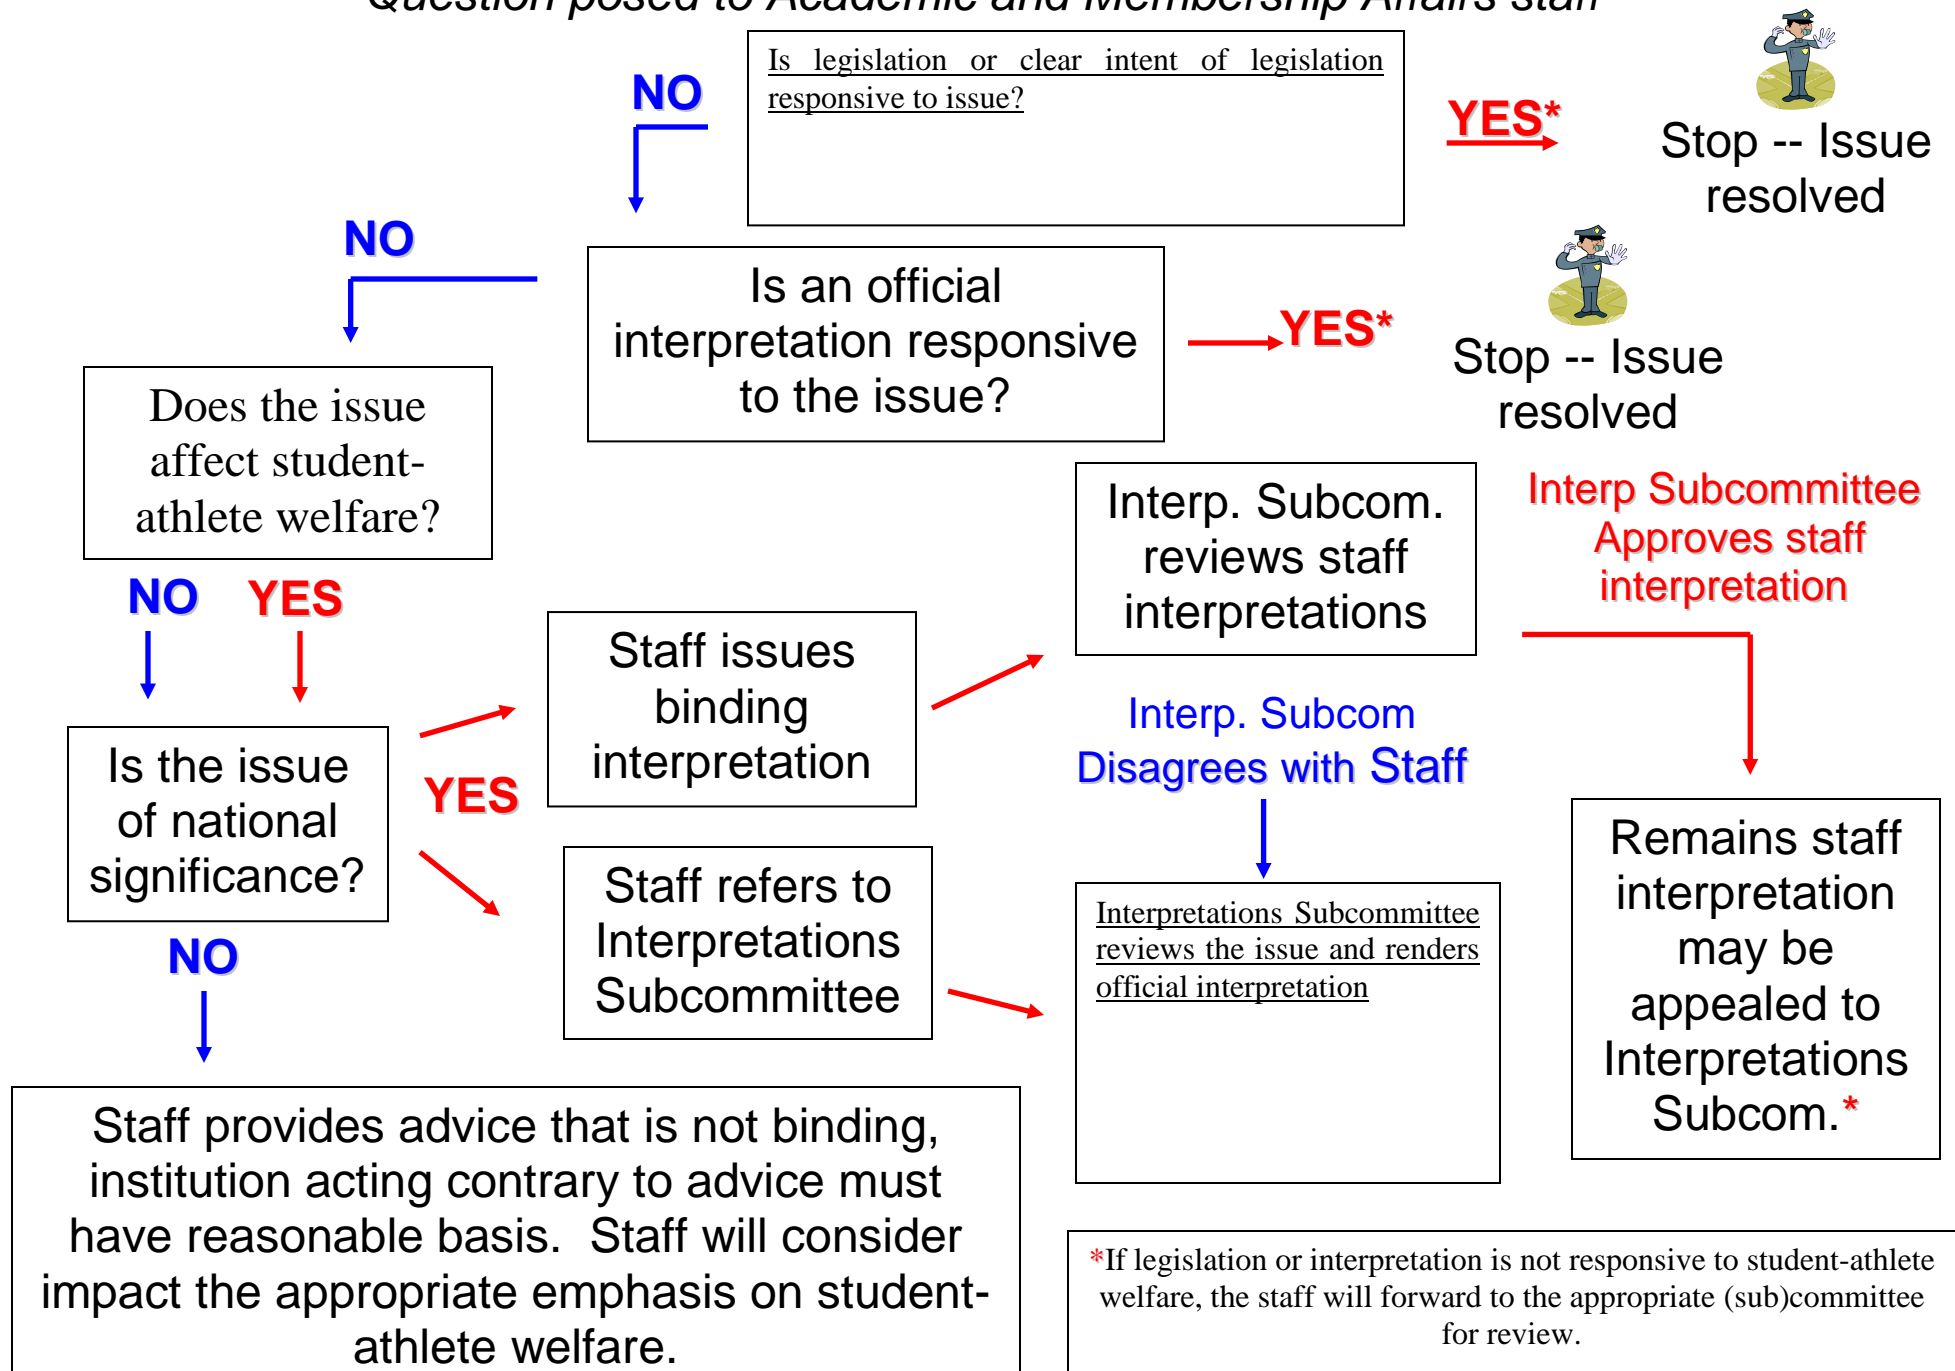 Question posed to Academic and Membership Affairs staff
Is legislation or clear intent of legislation
responsive to issue?
NO
YES*
Stop -- Issue
resolved
NO
Is an official
interpretation responsive
to the issue?
YES*
Stop -- Issue
resolved
Does the issue
affect student-
athlete welfare?
NO YES
Interp. Subcom.
reviews staff
interpretations
Interp Subcommittee
Approves staff
interpretation
Staff issues
binding
interpretation
Interp. Subcom
Disagrees with Staff
Is the issue
of national
significance?
YES
NO
Staff refers to
Interpretations
Subcommittee
Interpretations Subcommittee
reviews the issue and renders
official interpretation
Remains staff
interpretation
may be
appealed to
Interpretations
Subcom.*
Staff provides advice that is not binding,
institution acting contrary to advice must
have reasonable basis. Staff will consider
impact the appropriate emphasis on student-
athlete welfare.
*If legislation or interpretation is not responsive to student-athlete
welfare, the staff will forward to the appropriate (sub)committee
for review.